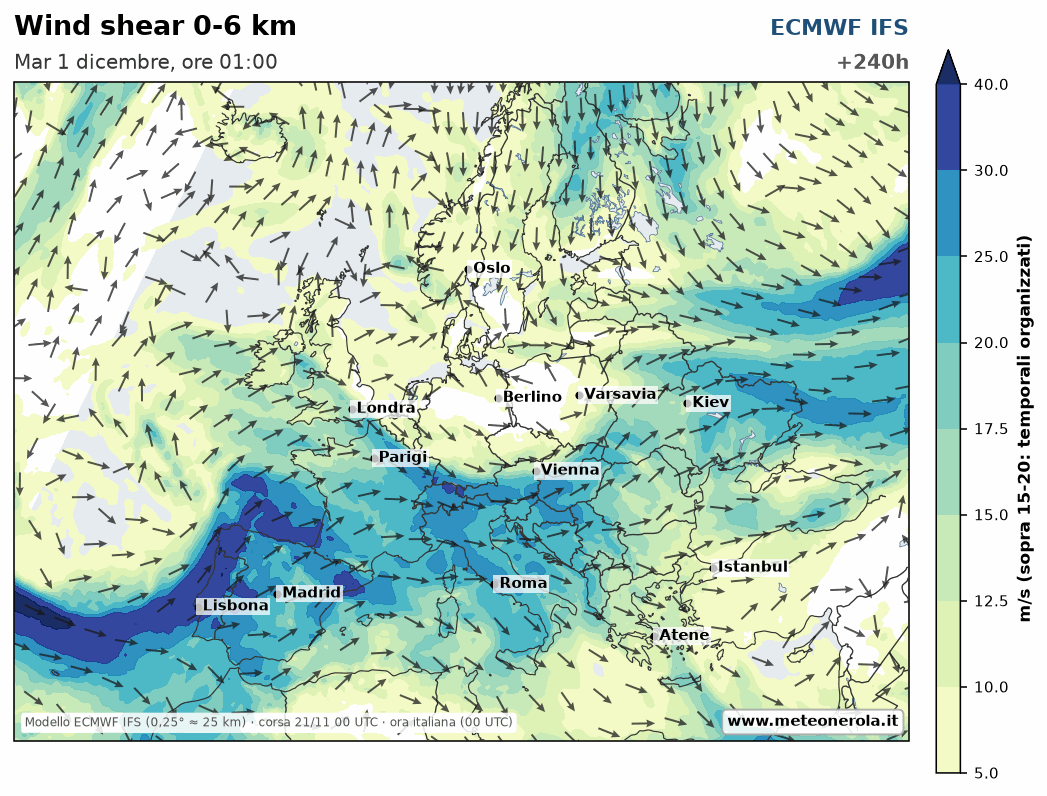 Wind shear 0-6 km
ECMWF IFS
Mar 1 dicembre, ore 01:00
+240h
40.0
30.0
25.0
20.0
17.5
15.0
12.5
10.0
5.0
m/s (sopra 15-20: temporali organizzati)
Oslo
Berlino
Varsavia
Kiev
Londra
Parigi
Vienna
Istanbul
Roma
Madrid
Lisbona
Atene
Modello ECMWF IFS (0,25° ≈ 25 km) · corsa 21/11 00 UTC · ora italiana (00 UTC)
www.meteonerola.it